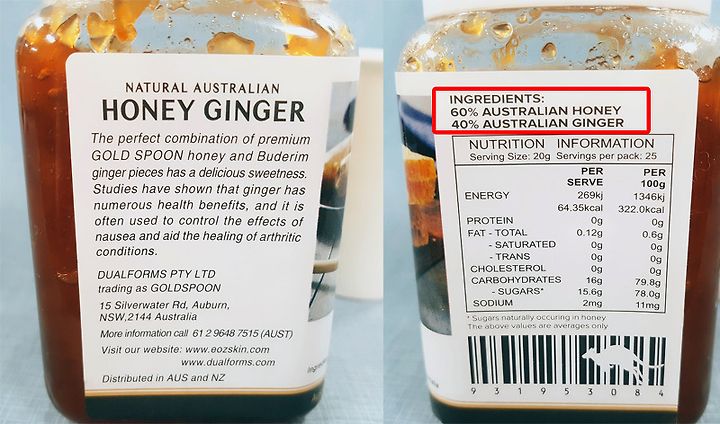 NATURAL AUSTRALIAN
HONEY GINGER
The perfect combination of premium
GOLD SPOON honey and Buderim
ginger pieces has a delicious sweetness.
Studies have shown that ginger has
numerous health benefits, and it is
often used to control the effects of
nausea and aid the healing of arthritic
conditions.
DUALFORMS PTY LTD
trading as GOLDSPOON
15 Silverwater Rd, Auburn,
NSW,2144 Australia
More information call 61 2 9648 7515 (AUST)
Visit our website: www.eozskin.com
www.dualforms.com
Distributed in AUS and NZ
INGREDIENTS:
60% AUSTRALIAN HONEY
40% AUSTRALIAN GINGER
NUTRITION INFORMATION
Serving Size: 20g Servings per pack: 25
PER SERVE PER 100g
ENERGY 269kj 1346kj
64.35kcal 322.0kcal
PROTEIN 0g 0g
FAT - TOTAL 0.12g 0.6g
- SATURATED 0g 0g
- TRANS 0g 0g
CHOLESTEROL 0g 0g
CARBOHYDRATES 16g 79.8g
- SUGARS* 15.6g 78.0g
SODIUM 2mg 11mg
* Sugars naturally occuring in honey
The above values are averages only
9 3 1 9 5 3 0 8 4